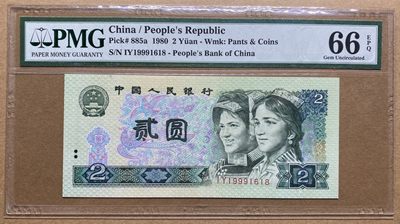 PMG
PAPER MONEY GUARANTY
China / People's Republic
Pick# 885a 1980 2 Yüan - Wmk: Pants & Coins
S/N IY19991618 - People's Bank of China
66 EPQ
Gem Uncirculated
中国人民银行
2
贰圆
2
IY19991618
2